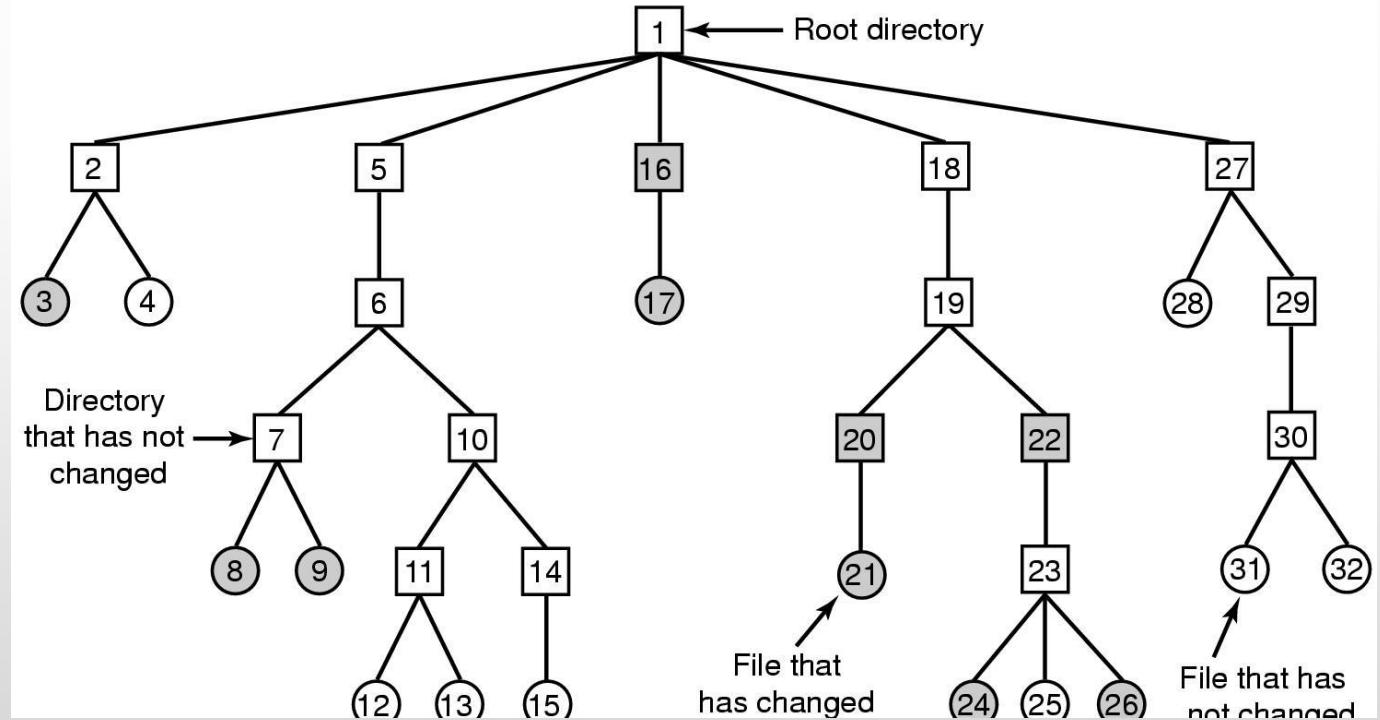 1 Root directory
2 5 16 18 27
3 4 6 17 19 28 29
Directory
that has not
changed
7 10 20 22 30
8 9 11 14 21 23 31 32
File that
has changed
12 13 15 24 25 26
File that has
not changed